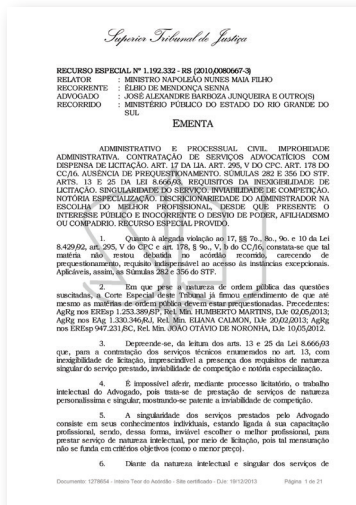 Superior Tribunal de Justiça
RECURSO ESPECIAL Nº 1.192.332 - RS (2010/0080667-3)
RELATOR : MINISTRO NAPOLEÃO NUNES MAIA FILHO
RECORRENTE : ÉLBIO DE MENDONÇA SENNA
ADVOGADO : JOSÉ ALEXANDRE BARBOZA JUNQUEIRA E OUTRO(S)
RECORRIDO : MINISTÉRIO PÚBLICO DO ESTADO DO RIO GRANDE DO
SUL
EMENTA
ADMINISTRATIVO E PROCESSUAL CIVIL. IMPROBIDADE
ADMINISTRATIVA. CONTRATAÇÃO DE SERVIÇOS ADVOCATÍCIOS COM
DISPENSA DE LICITAÇÃO. ART. 17 DA LIA. ART. 295, V DO CPC. ART. 178 DO
CC/16. AUSÊNCIA DE PREQUESTIONAMENTO. SÚMULAS 282 E 356 DO STF.
ARTS. 13 E 25 DA LEI 8.666/93. REQUISITOS DA INEXIGIBILIDADE DE
LICITAÇÃO. SINGULARIDADE DO SERVIÇO. INVIABILIDADE DE COMPETIÇÃO.
NOTÓRIA ESPECIALIZAÇÃO. DISCRICIONARIEDADE DO ADMINISTRADOR NA
ESCOLHA DO MELHOR PROFISSIONAL, DESDE QUE PRESENTE O
INTERESSE PÚBLICO E INOCORRENTE O DESVIO DE PODER, AFILHADISMO
OU COMPADRIO. RECURSO ESPECIAL PROVIDO.
1. Quanto à alegada violação ao 17, §§ 7o., 8o., 9o. e 10 da Lei
8.429/92, art. 295, V do CPC e art. 178, § 9o., V, b do CC/16, constata-se que tal
matéria não restou debatida no acórdão recorrido, carecendo de
prequestionamento, requisito indispensável ao acesso às instâncias excepcionais.
Aplicáveis, assim, as Súmulas 282 e 356 do STF.
2. Em que pese a natureza de ordem pública das questões
suscitadas, a Corte Especial deste Tribunal já firmou entendimento de que até
mesmo as matérias de ordem pública devem estar prequestionadas. Precedentes:
AgRg nos EREsp 1.253.389/SP, Rel. Min. HUMBERTO MARTINS, DJe 02/05/2013;
AgRg nos EAg 1.330.346/RJ, Rel. Min. ELIANA CALMON, DJe 20/02/2013; AgRg
nos EREsp 947.231/SC, Rel. Min. JOÃO OTÁVIO DE NORONHA, DJe 10/05/2012.
3. Depreende-se, da leitura dos arts. 13 e 25 da Lei 8.666/93
que, para a contratação dos serviços técnicos enumerados no art. 13, com
inexigibilidade de licitação, imprescindível a presença dos requisitos de natureza
singular do serviço prestado, inviabilidade de competição e notória especialização.
4. É impossível aferir, mediante processo licitatório, o trabalho
intelectual do Advogado, pois trata-se de prestação de serviços de natureza
personalíssima e singular, mostrando-se patente a inviabilidade de competição.
5. A singularidade dos serviços prestados pelo Advogado
consiste em seus conhecimentos individuais, estando ligada à sua capacitação
profissional, sendo, dessa forma, inviável escolher o melhor profissional, para
prestar serviço de natureza intelectual, por meio de licitação, pois tal mensuração
não se funda em critérios objetivos (como o menor preço).
6. Diante da natureza intelectual e singular dos serviços de
Documento: 1279854 - Inteiro Teor do Acórdão - Site certificado - DJe: 19/12/2013 Página 1 de 21